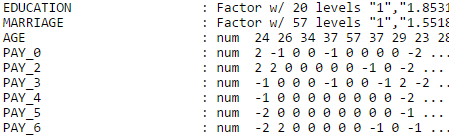 EDUCATION : Factor w/ 20 levels "1","1.8531
MARRIAGE : Factor w/ 57 levels "1","1.5518
AGE : num 24 26 34 37 57 37 29 23 28
PAY_0 : num 2 -1 0 0 -1 0 0 0 0 -2 ...
PAY_2 : num 2 2 0 0 0 0 0 -1 0 -2 ...
PAY_3 : num -1 0 0 0 -1 0 0 -1 2 -2 ...
PAY_4 : num -1 0 0 0 0 0 0 0 0 -2 ...
PAY_5 : num -2 0 0 0 0 0 0 0 0 -1 ...
PAY_6 : num -2 2 0 0 0 0 0 -1 0 -1 ...